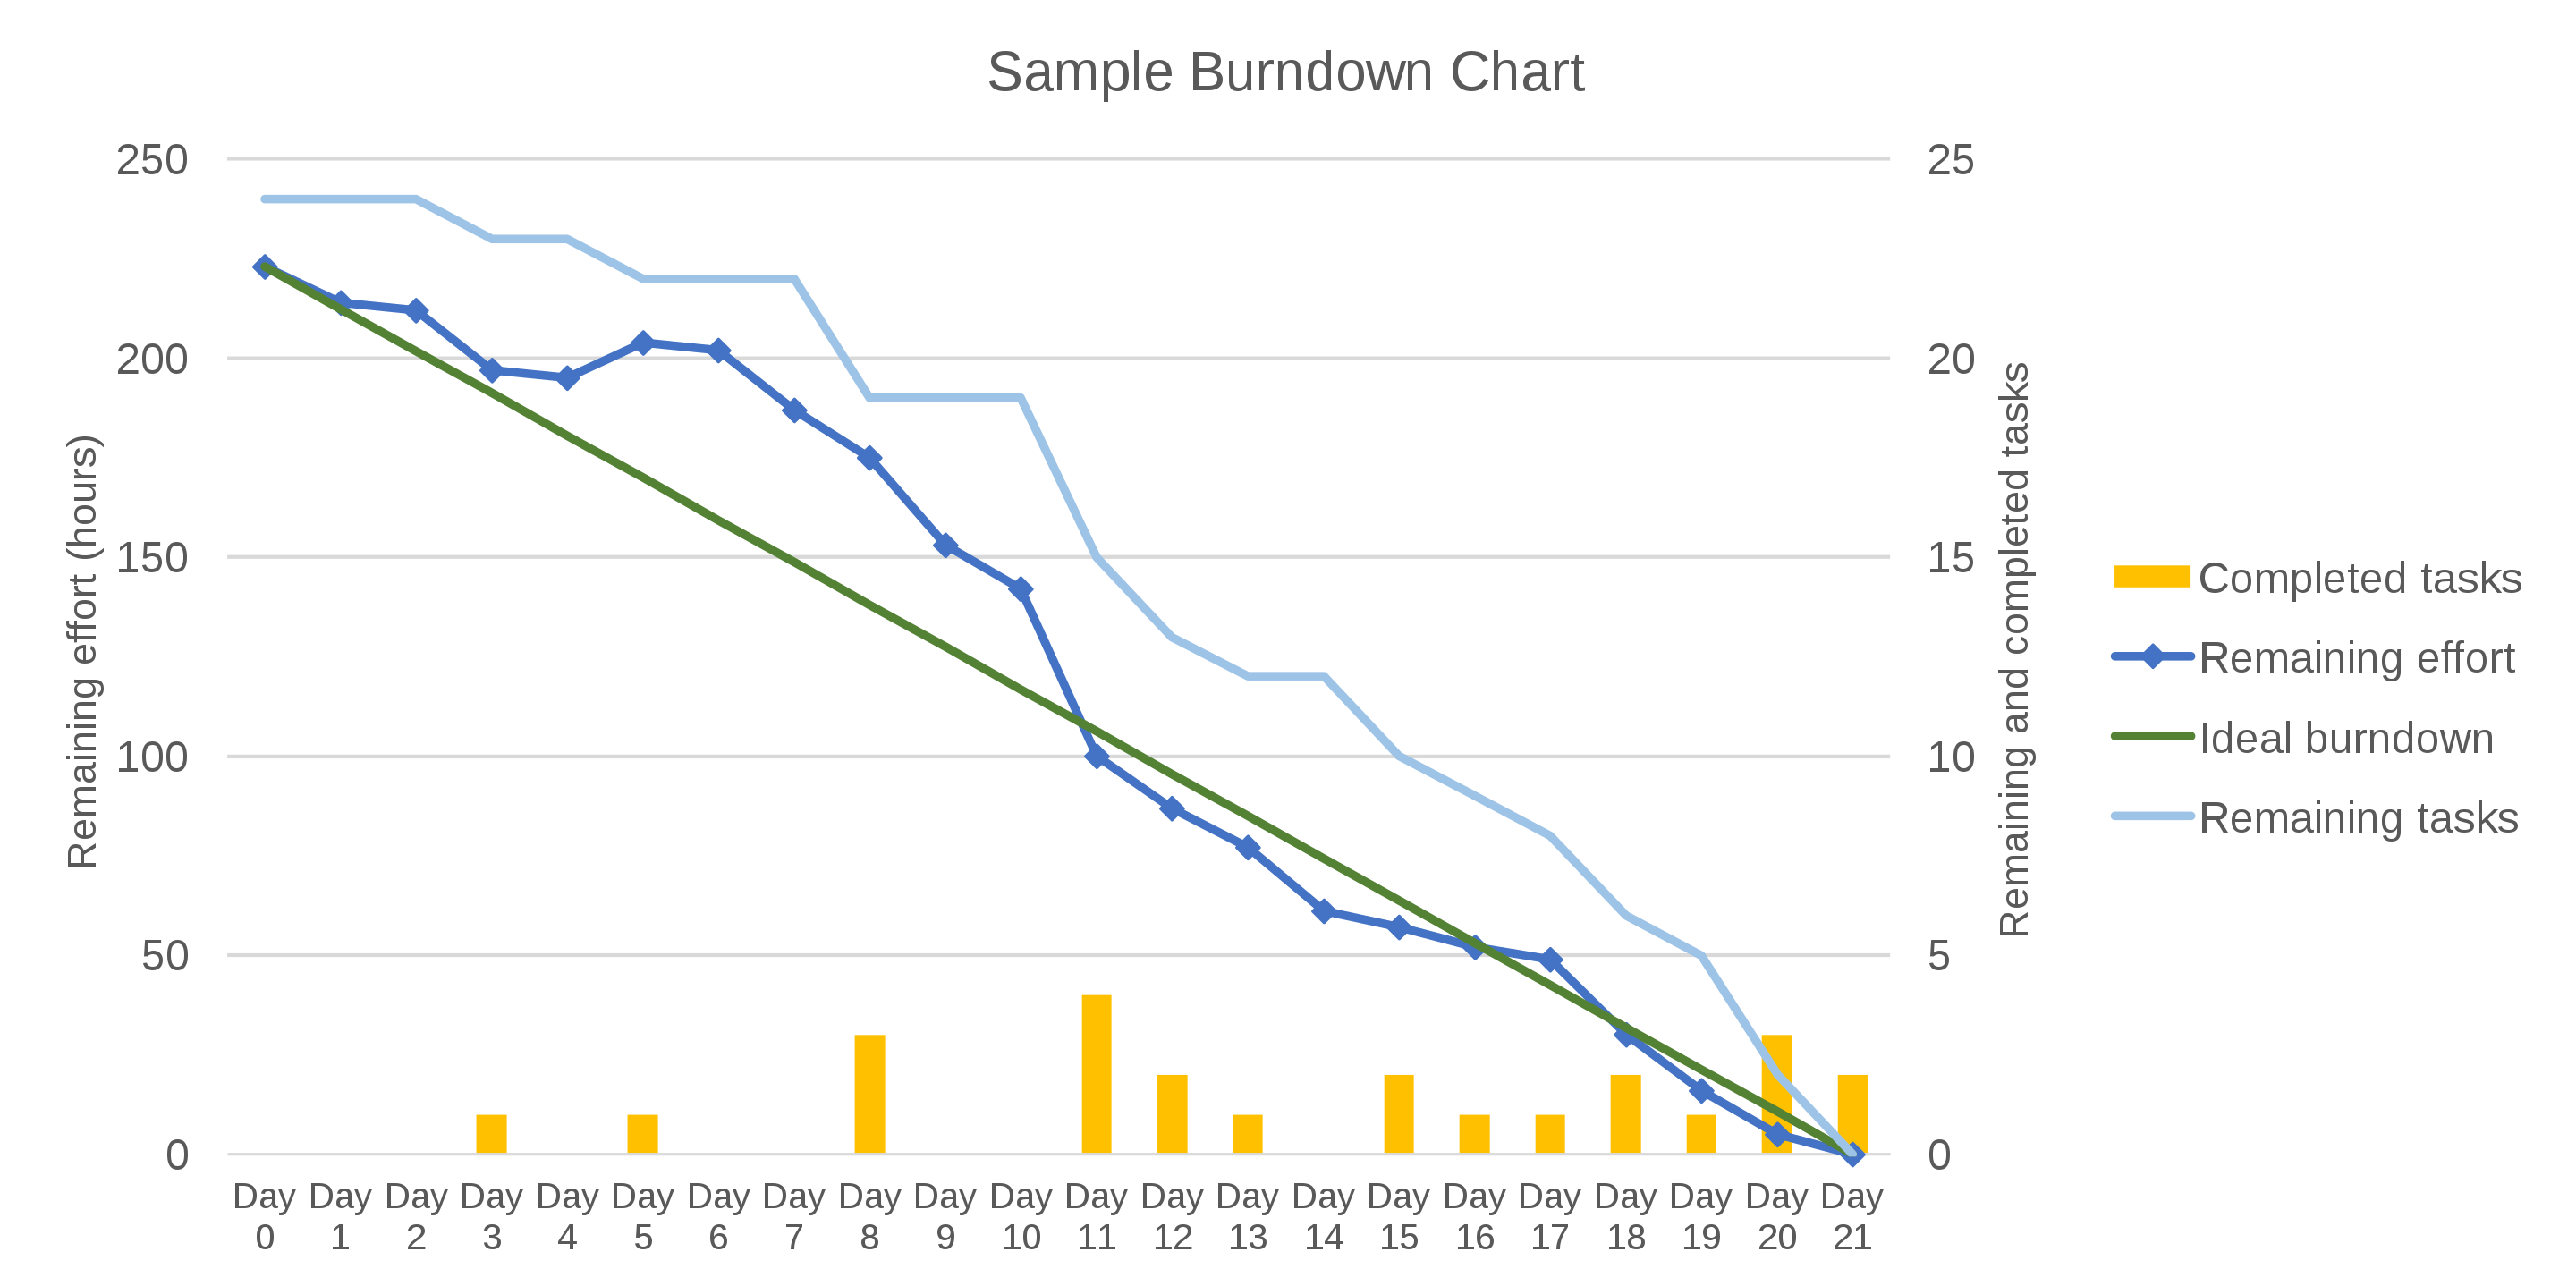 Sample Burndown Chart
250
200
150
100
50
0
Remaining effort (hours)
25
20
15
10
5
0
Remaining and completed tasks
Day Day Day Day Day Day Day Day Day Day Day Day Day Day Day Day Day Day Day Day Day Day
0 1 2 3 4 5 6 7 8 9 10 11 12 13 14 15 16 17 18 19 20 21
Completed tasks
Remaining effort
Ideal burndown
Remaining tasks